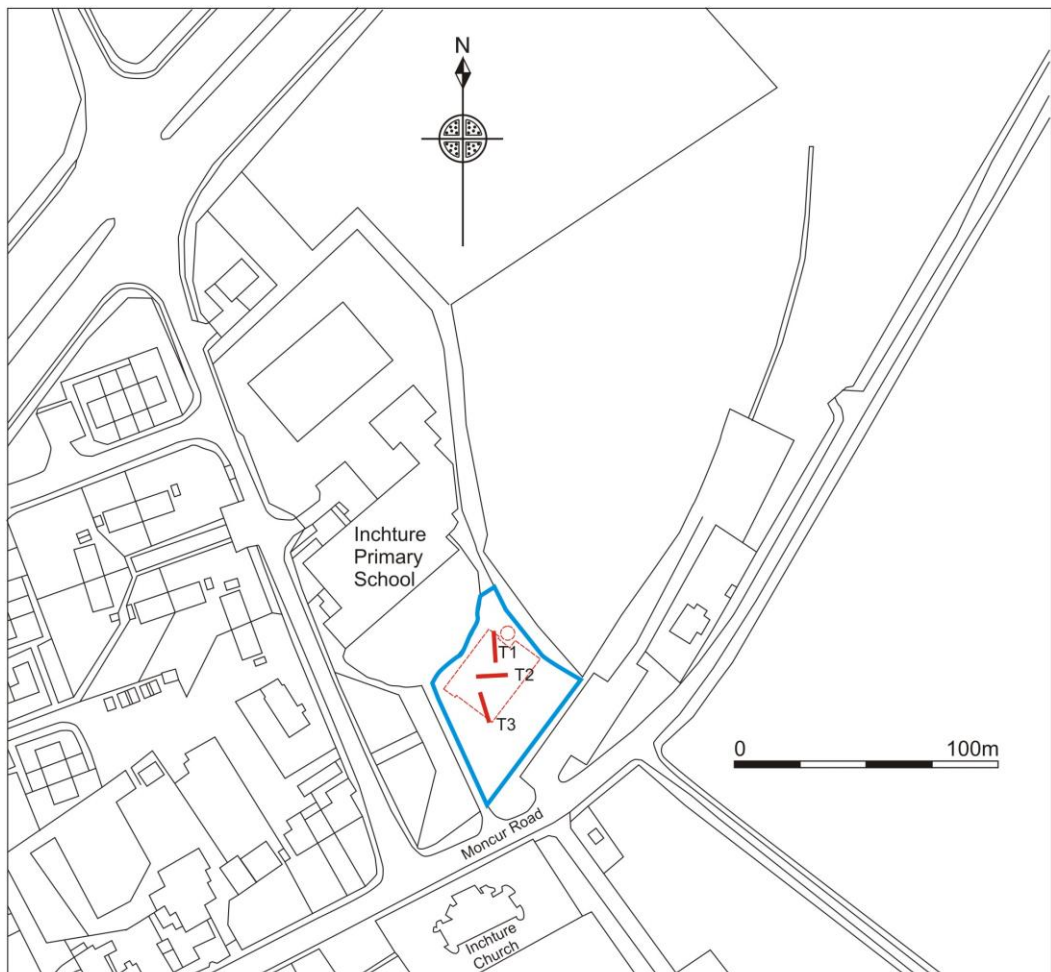 N
Inchture
Primary
School
T1
T2
T3
0 100m
Moncur Road
Inchture
Church